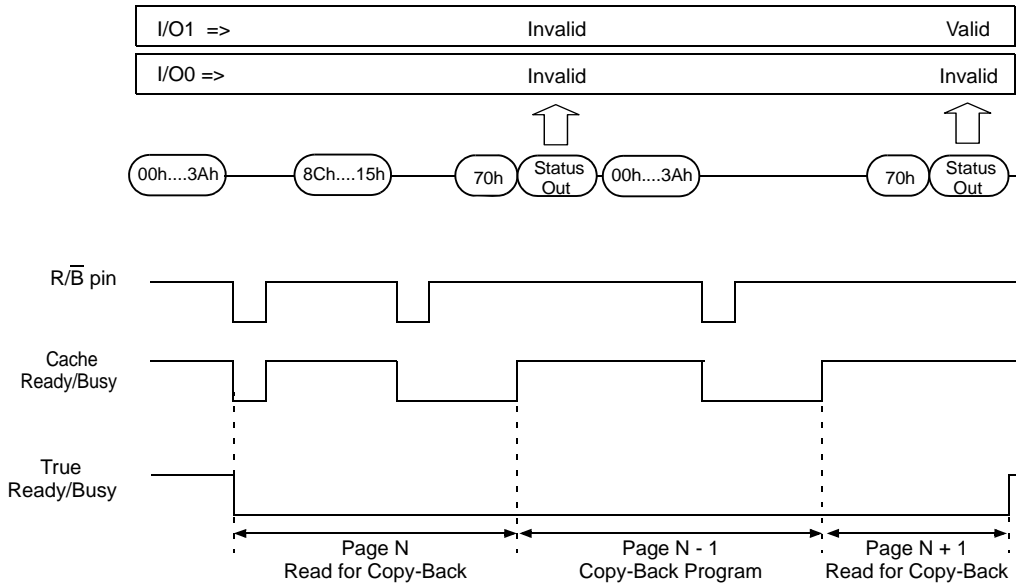 I/O1 => Invalid Valid
I/O0 => Invalid Invalid
00h....3Ah 8Ch....15h 70h Status Out 00h....3Ah 70h Status Out
R/B̅ pin
Cache
Ready/Busy
True
Ready/Busy
Page N
Read for Copy-Back
Page N - 1
Copy-Back Program
Page N + 1
Read for Copy-Back